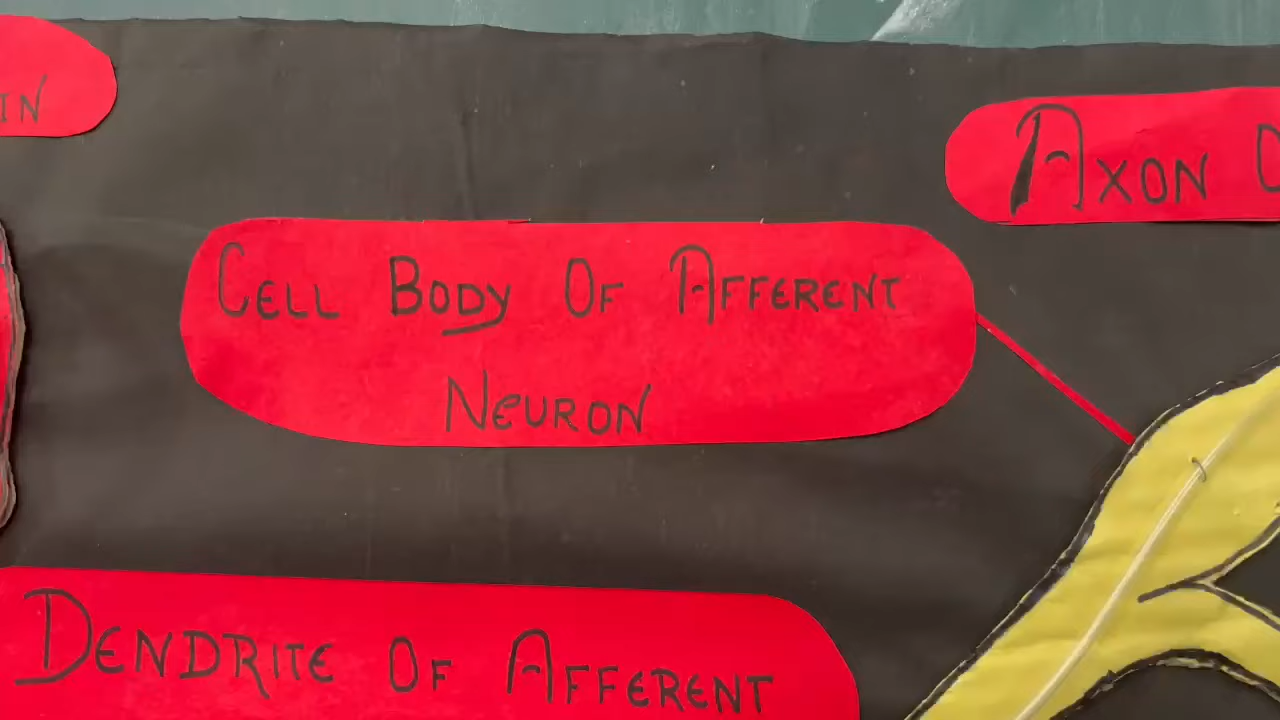 IN
AXON
CELL BODY OF AFFERENT
NEURON
DENDRITE OF AFFERENT